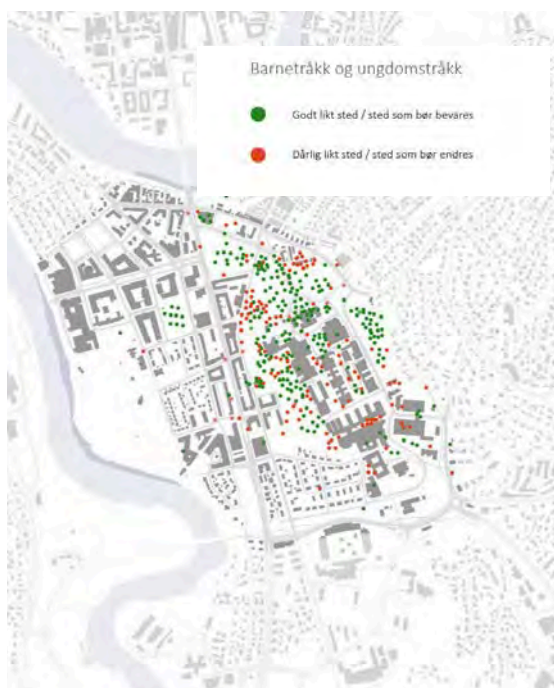 Barnetråkk og ungdomstråkk
Godt likt sted / sted som bør bevares
Dårlig likt sted / sted som bør endres